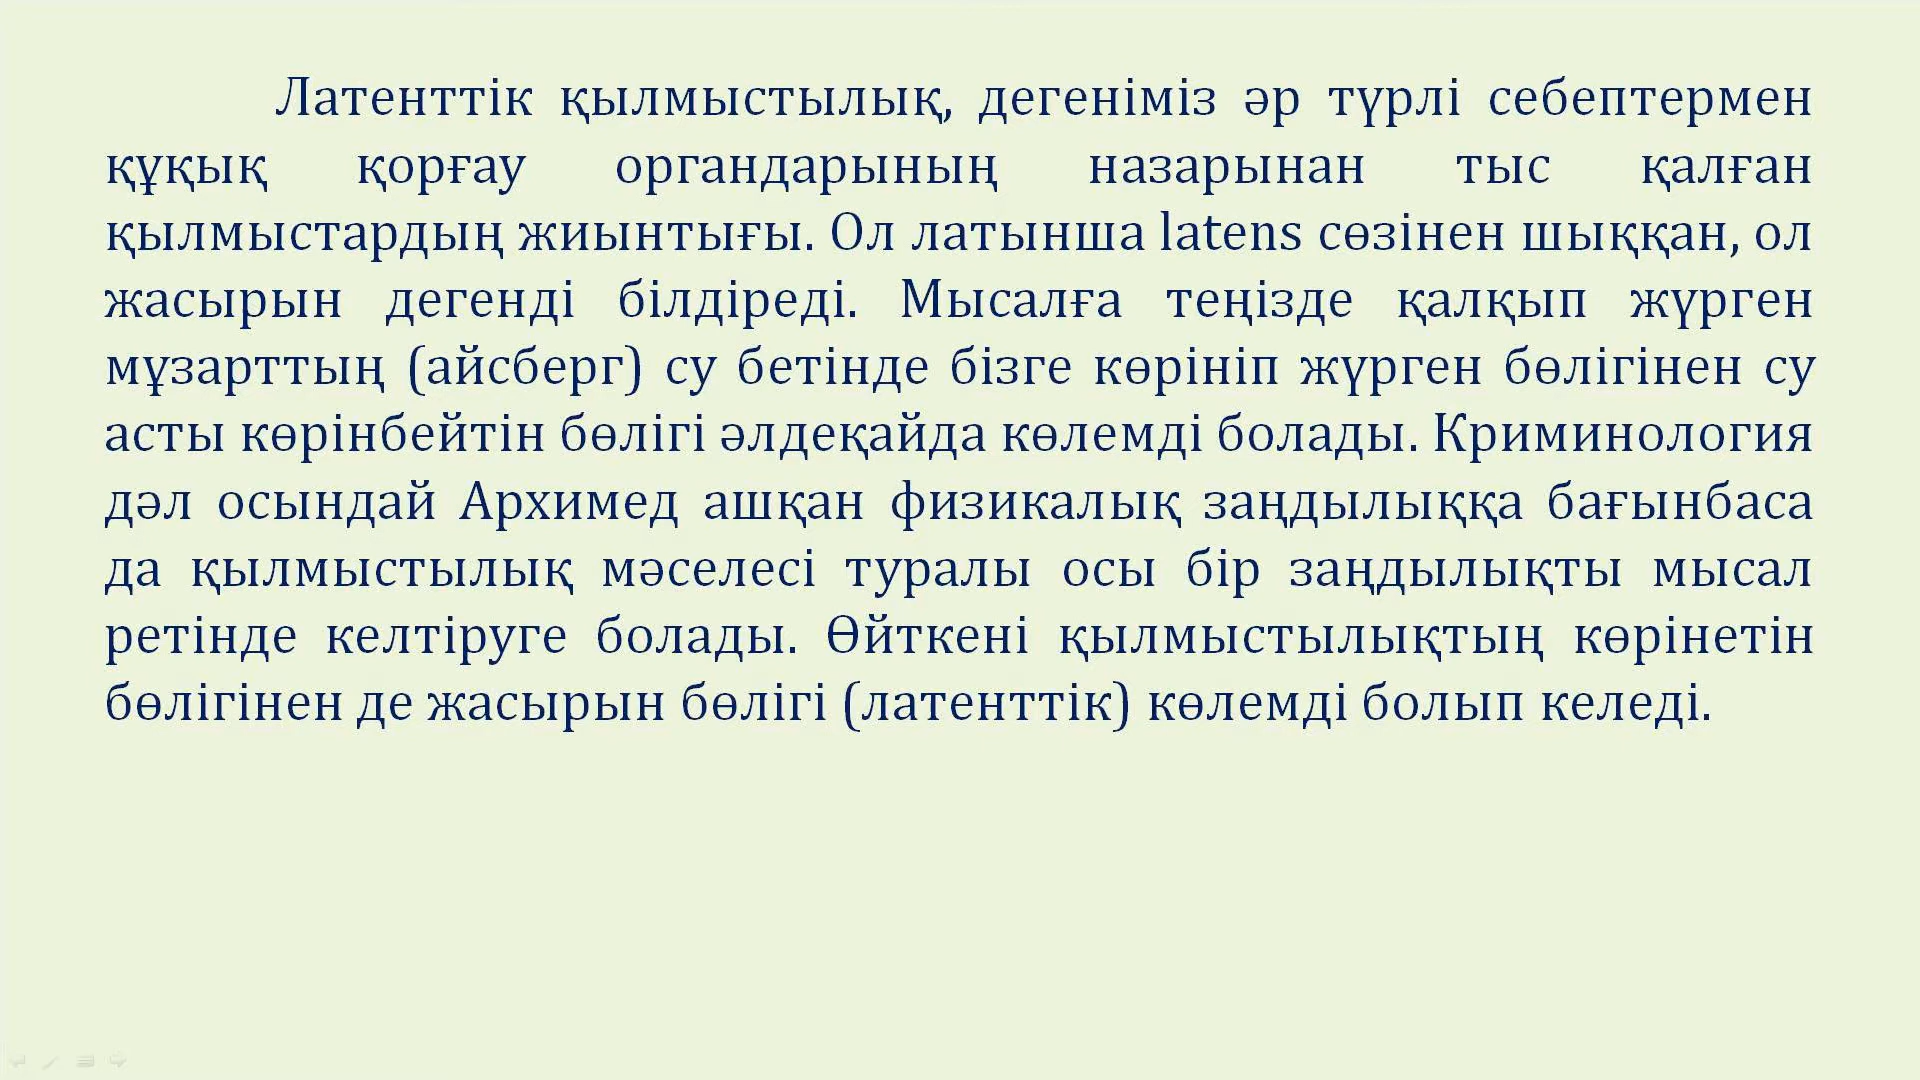 Латенттік қылмыстылық, дегеніміз әр түрлі себептермен
құқық қорғау органдарының назарынан тыс қалған
қылмыстардың жиынтығы. Ол латынша latens сөзінен шыққан, ол
жасырын дегенді білдіреді. Мысалға теңізде қалқып жүрген
мұзарттың (айсберг) су бетінде бізге көрініп жүрген бөлігінен су
асты көрінбейтін бөлігі әлдеқайда көлемді болады. Криминология
дәл осындай Архимед ашқан физикалық заңдылыққа бағынбаса
да қылмыстылық мәселесі туралы осы бір заңдылықты мысал
ретінде келтіруге болады. Өйткені қылмыстылықтың көрінетін
бөлігінен де жасырын бөлігі (латенттік) көлемді болып келеді.